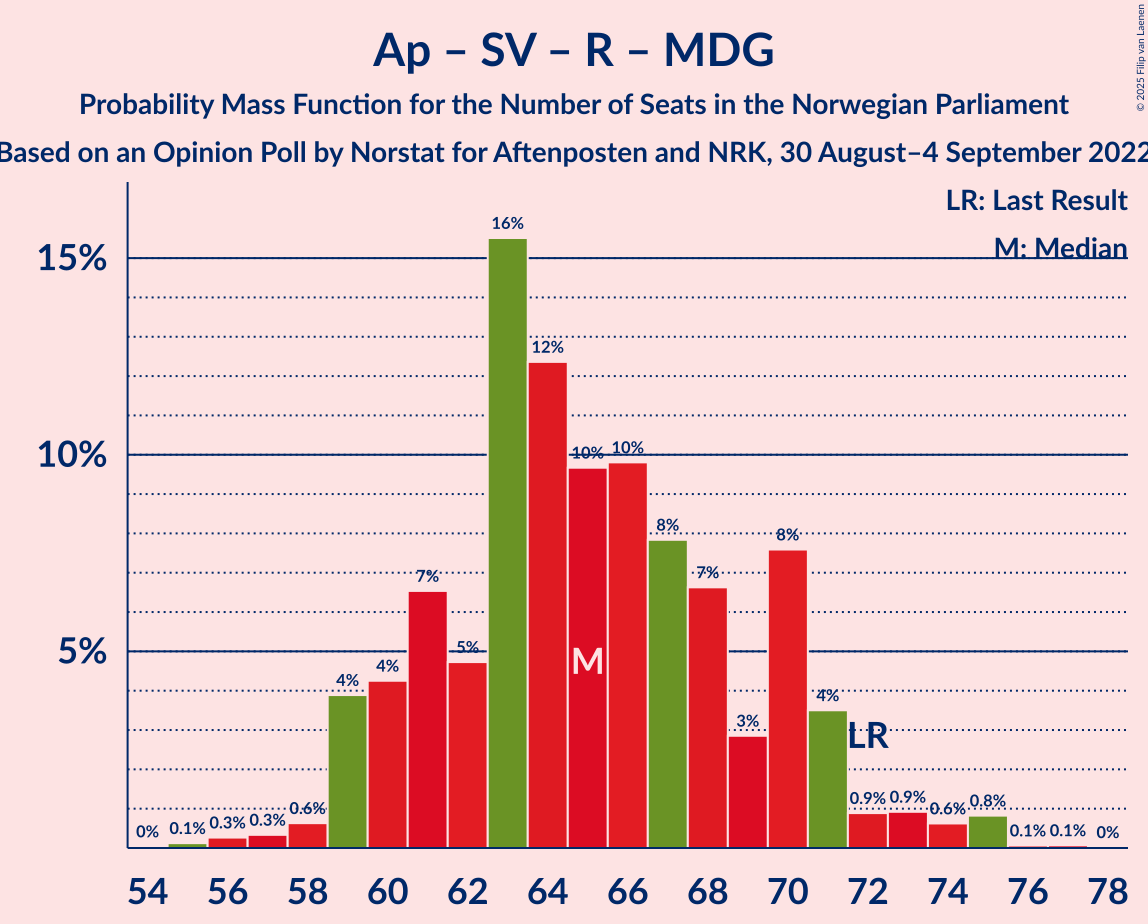 Ap – SV – R – MDG
Probability Mass Function for the Number of Seats in the Norwegian Parliament
Based on an Opinion Poll by Norstat for Aftenposten and NRK, 30 August–4 September 2022
© 2025 Filip van Laenen
LR: Last Result
M: Median
15%
10%
5%
0% 0.1% 0.3% 0.3% 0.6% 4% 4% 7% 5% 16% 12% 10% 10% 8% 7% 3% 8% 4% 0.9% 0.9% 0.6% 0.8% 0.1% 0.1% 0%
M
LR
54 56 58 60 62 64 66 68 70 72 74 76 78